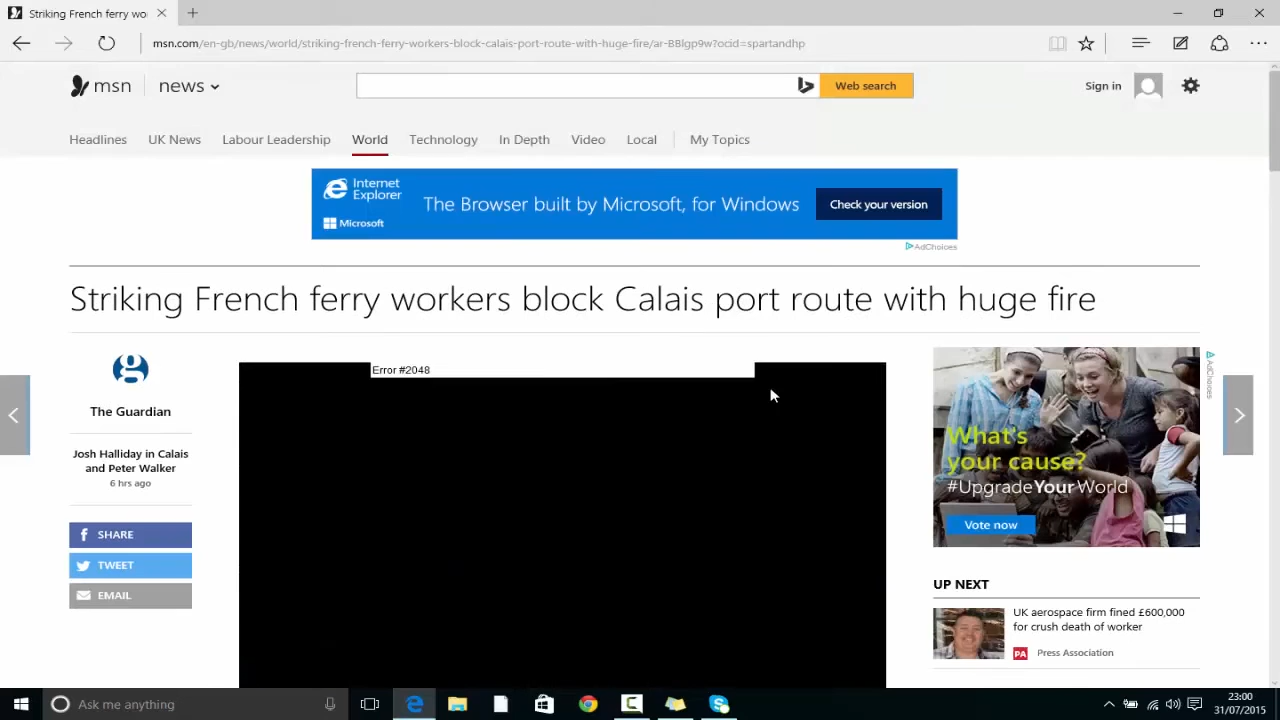 Striking French ferry wo
msn.com/en-gb/news/world/striking-french-ferry-workers-block-calais-port-route-with-huge-fire/ar-BBlgp9w?ocid=spartandhp
msn
news
Web search
Sign in
Headlines
UK News
Labour Leadership
World
Technology
In Depth
Video
Local
My Topics
Internet
Explorer
Microsoft
The Browser built by Microsoft, for Windows
Check your version
AdChoices
Striking French ferry workers block Calais port route with huge fire
The Guardian
Josh Halliday in Calais
and Peter Walker
6 hrs ago
SHARE
TWEET
EMAIL
Error #2048
What's
your cause?
#UpgradeYourWorld
Vote now
AdChoices
UP NEXT
UK aerospace firm fined £600,000
for crush death of worker
PA Press Association
Ask me anything
23:00
31/07/2015